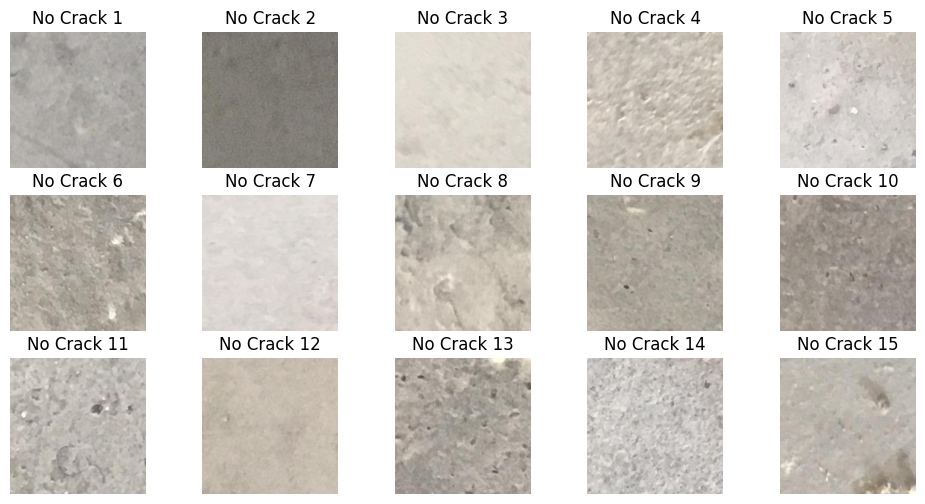 No Crack 1
No Crack 2
No Crack 3
No Crack 4
No Crack 5
No Crack 6
No Crack 7
No Crack 8
No Crack 9
No Crack 10
No Crack 11
No Crack 12
No Crack 13
No Crack 14
No Crack 15